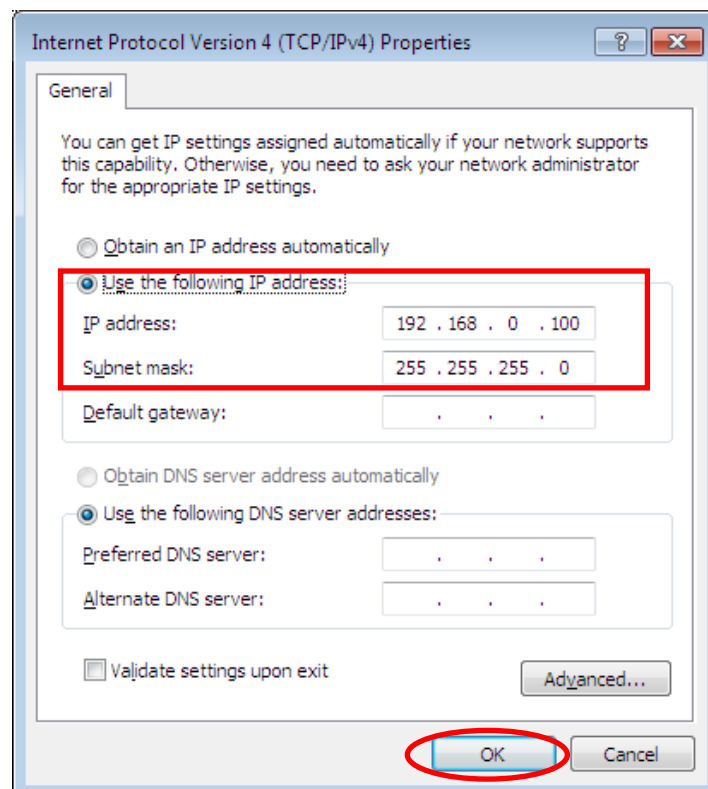 Internet Protocol Version 4 (TCP/IPv4) Properties
?
General
You can get IP settings assigned automatically if your network supports
this capability. Otherwise, you need to ask your network administrator
for the appropriate IP settings.
Obtain an IP address automatically
Use the following IP address:
IP address: 192 . 168 . 0 . 100
Subnet mask: 255 . 255 . 255 . 0
Default gateway: . . .
Obtain DNS server address automatically
Use the following DNS server addresses:
Preferred DNS server: . . .
Alternate DNS server: . . .
Validate settings upon exit
Advanced...
OK Cancel